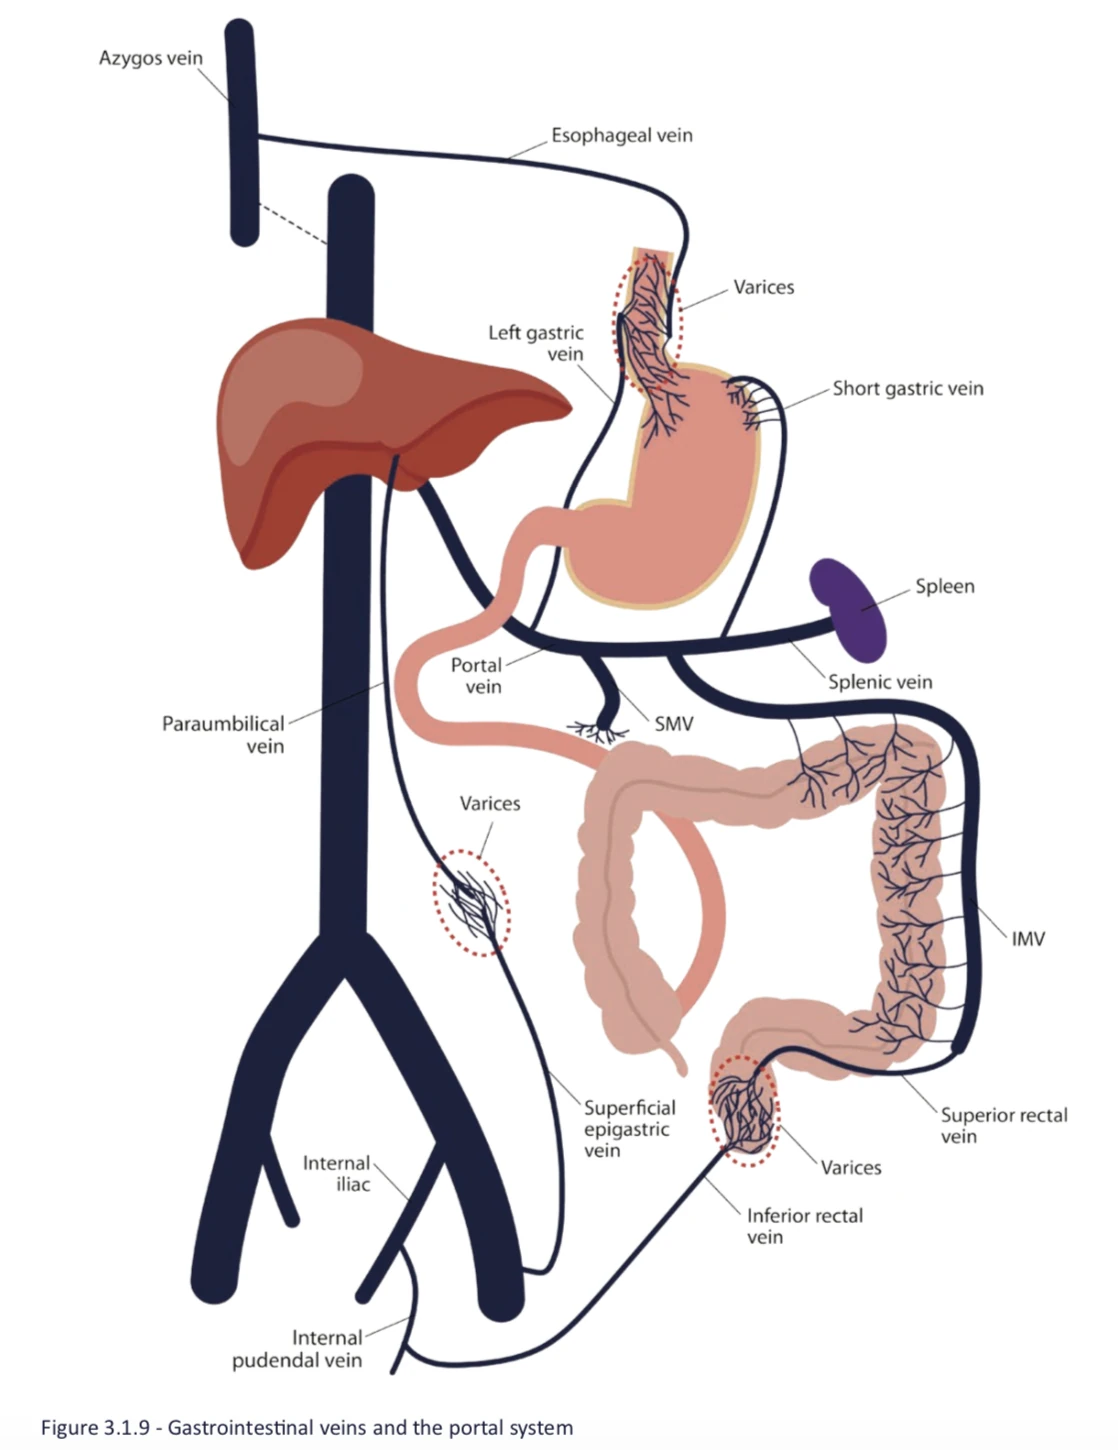 Azygos vein
Esophageal vein
Varices
Left gastric
vein
Short gastric vein
Spleen
Portal
vein
Splenic vein
SMV
Paraumbilical
vein
Varices
IMV
Superficial
epigastric
vein
Superior rectal
vein
Internal
iliac
Varices
Inferior rectal
vein
Internal
pudendal vein
Figure 3.1.9 - Gastrointestinal veins and the portal system